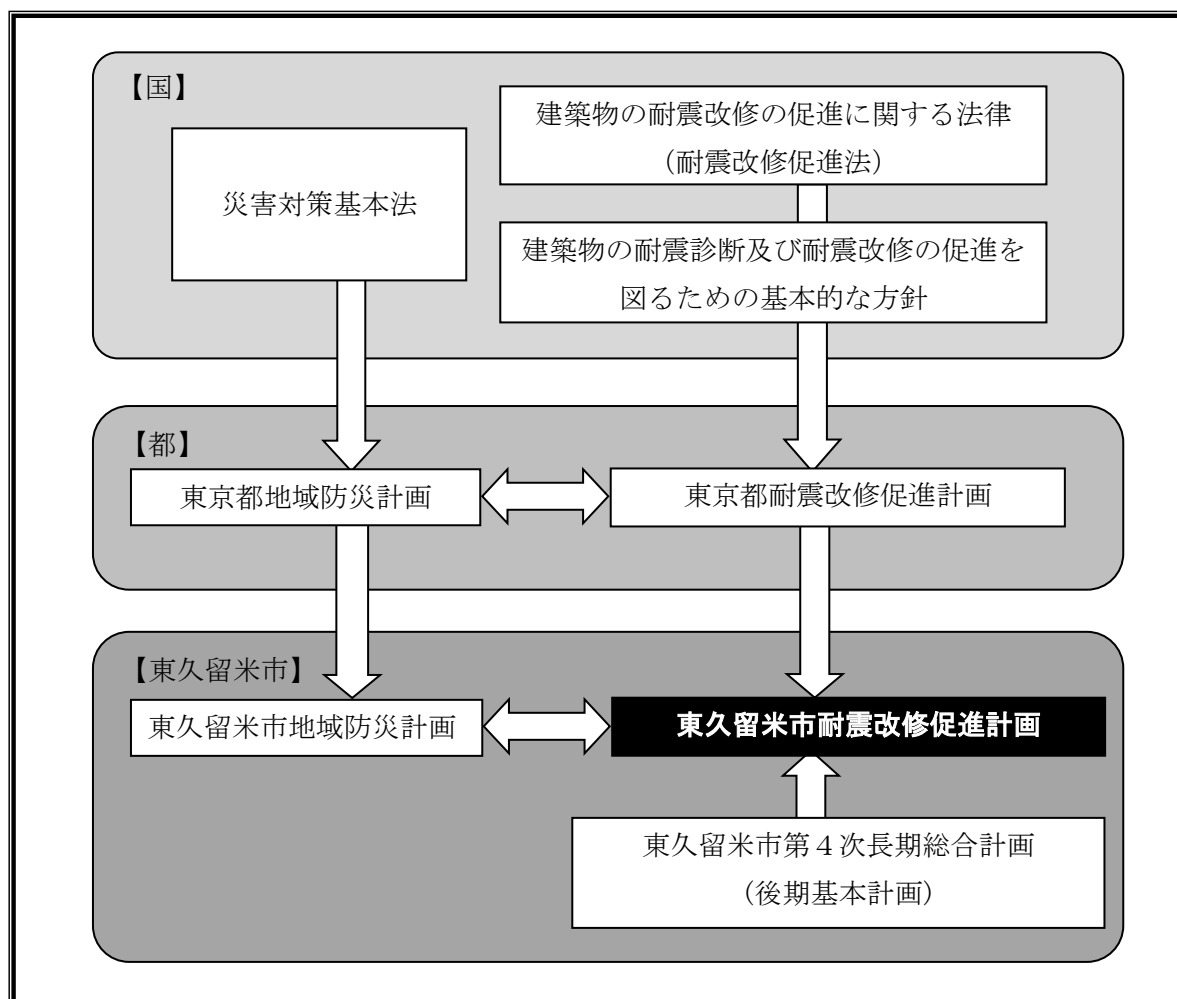 【国】
災害対策基本法
建築物の耐震改修の促進に関する法律
（耐震改修促進法）
建築物の耐震診断及び耐震改修の促進を
図るための基本的な方針
【都】
東京都地域防災計画
東京都耐震改修促進計画
【東久留米市】
東久留米市地域防災計画
東久留米市耐震改修促進計画
東久留米市第４次長期総合計画
（後期基本計画）